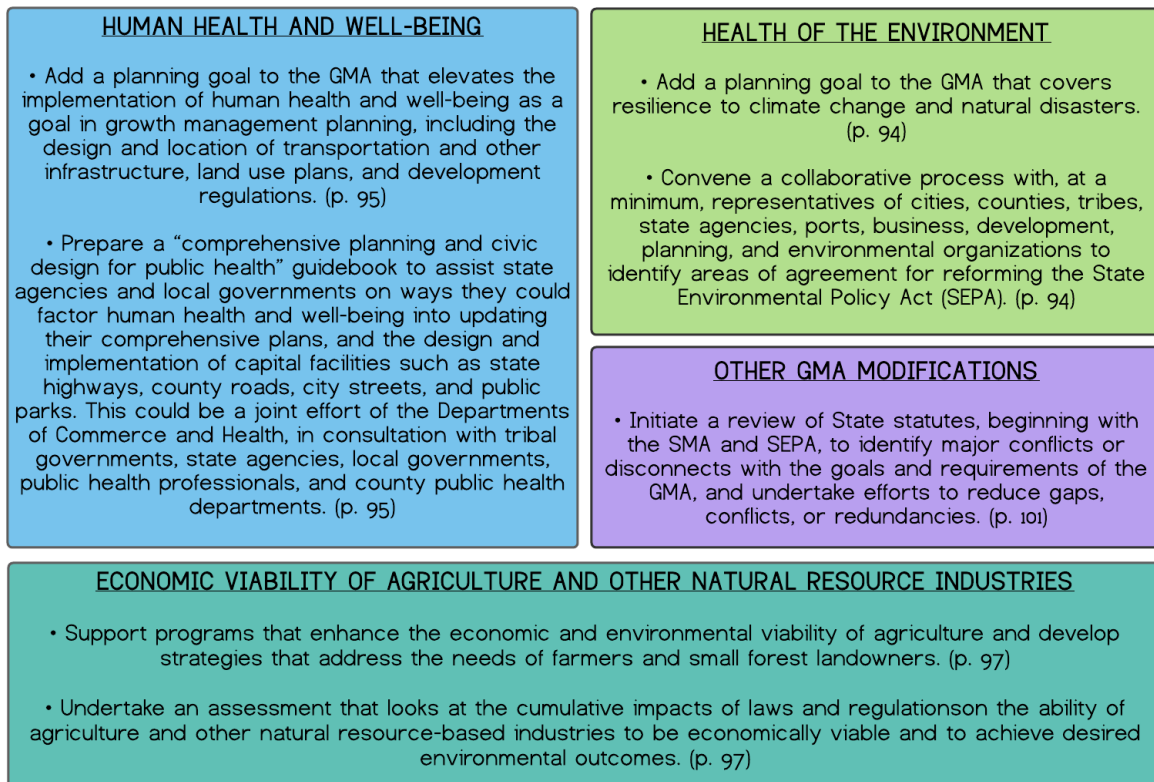 HUMAN HEALTH AND WELL-BEING
• Add a planning goal to the GMA that elevates the
implementation of human health and well-being as a
goal in growth management planning, including the
design and location of transportation and other
infrastructure, land use plans, and development
regulations. (p. 95)
• Prepare a “comprehensive planning and civic
design for public health” guidebook to assist state
agencies and local governments on ways they could
factor human health and well-being into updating
their comprehensive plans, and the design and
implementation of capital facilities such as state
highways, county roads, city streets, and public
parks. This could be a joint effort of the Departments
of Commerce and Health, in consultation with tribal
governments, state agencies, local governments,
public health professionals, and county public health
departments. (p. 95)
HEALTH OF THE ENVIRONMENT
• Add a planning goal to the GMA that covers
resilience to climate change and natural disasters.
(p. 94)
• Convene a collaborative process with, at a
minimum, representatives of cities, counties, tribes,
state agencies, ports, business, development,
planning, and environmental organizations to
identify areas of agreement for reforming the State
Environmental Policy Act (SEPA). (p. 94)
OTHER GMA MODIFICATIONS
• Initiate a review of State statutes, beginning with
the SMA and SEPA, to identify major conflicts or
disconnects with the goals and requirements of the
GMA, and undertake efforts to reduce gaps,
conflicts, or redundancies. (p. 101)
ECONOMIC VIABILITY OF AGRICULTURE AND OTHER NATURAL RESOURCE INDUSTRIES
• Support programs that enhance the economic and environmental viability of agriculture and develop
strategies that address the needs of farmers and small forest landowners. (p. 97)
• Undertake an assessment that looks at the cumulative impacts of laws and regulationson the ability of
agriculture and other natural resource-based industries to be economically viable and to achieve desired
environmental outcomes. (p. 97)